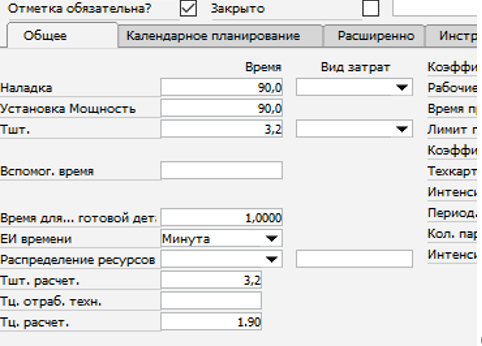 Отметка обязательна? Закрыто
Общее Календарное планирование Расширенно Инстр
Время Вид затрат Коэффи
Наладка 90,0 Рабочие
Установка Мощность 90,0 Время п
Тшт. 3,2 Лимит г
Коэффи
Вспомог. время Техкарт
Интенси
Время для... готовой дет. 1,0000 Период.
ЕИ времени Минута Кол. пар
Распределение ресурсов Интенси
Тшт. расчет. 3,2
Тц. отраб. техн.
Тц. расчет. 1.90